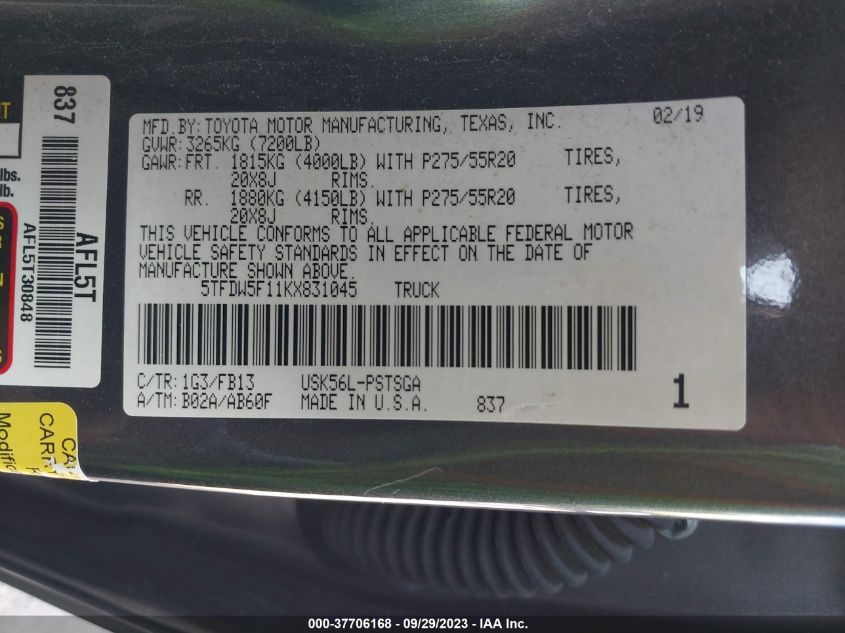 MFD.BY:TOYOTA MOTOR MANUFACTURING, TEXAS, INC. 02/19
GVWR:3265KG (7200LB)
GAWR:FRT. 1815KG (4000LB) WITH P275/55R20 TIRES,
20X8J RIMS.
RR. 1880KG (4150LB) WITH P275/55R20 TIRES,
20X8J RIMS.
THIS VEHICLE CONFORMS TO ALL APPLICABLE FEDERAL MOTOR
VEHICLE SAFETY STANDARDS IN EFFECT ON THE DATE OF
MANUFACTURE SHOWN ABOVE.
5TFDW5F11KX831045 TRUCK
C/TR:1G3/FB13 USK56L-PSTSGA
A/TM:B02A/AB60F MADE IN U.S.A. 837 1
837
AFL5T
AFL5T30848
lbs.
lb.
000-37706168 - 09/29/2023 - IAA Inc.